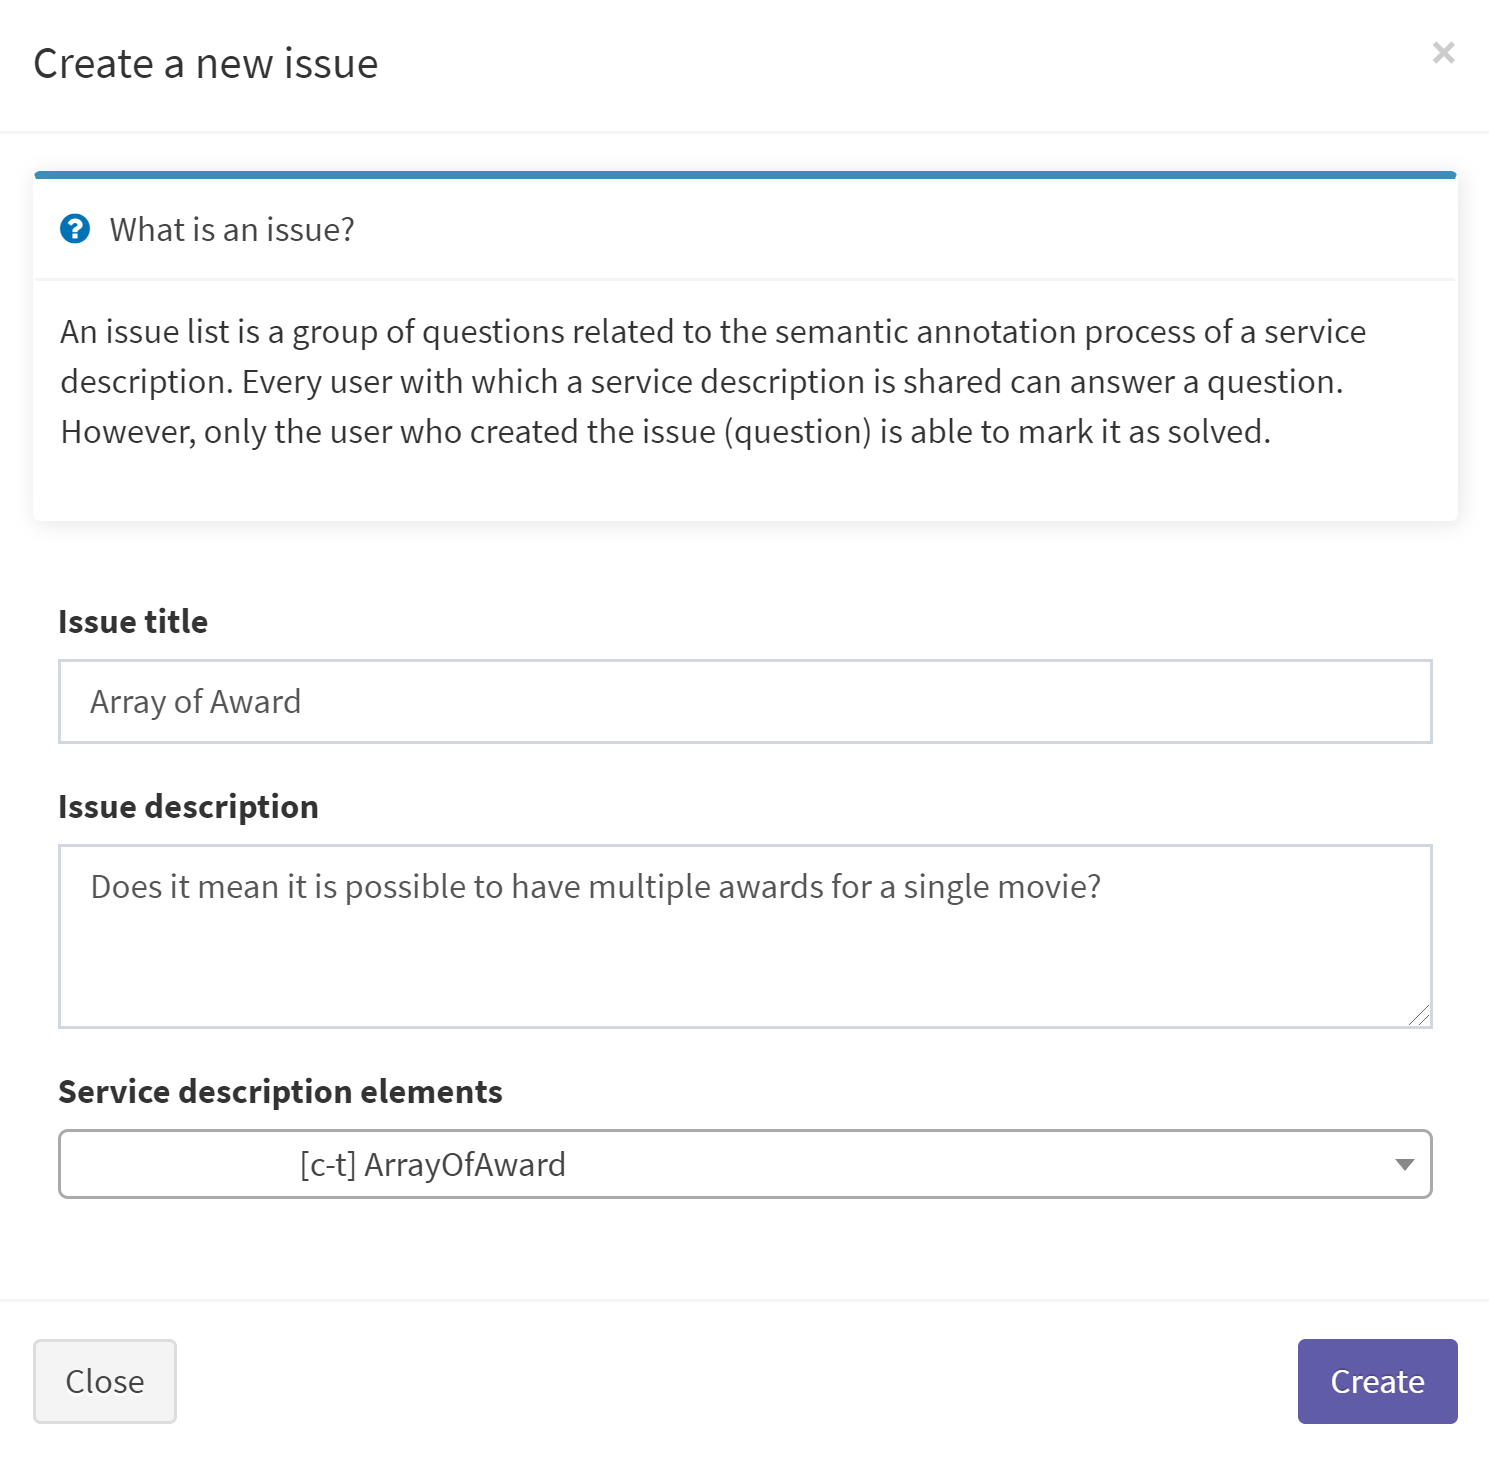 Create a new issue
×
What is an issue?
An issue list is a group of questions related to the semantic annotation process of a service
description. Every user with which a service description is shared can answer a question.
However, only the user who created the issue (question) is able to mark it as solved.
Issue title
Array of Award
Issue description
Does it mean it is possible to have multiple awards for a single movie?
Service description elements
[c-t] ArrayOfAward
Close
Create